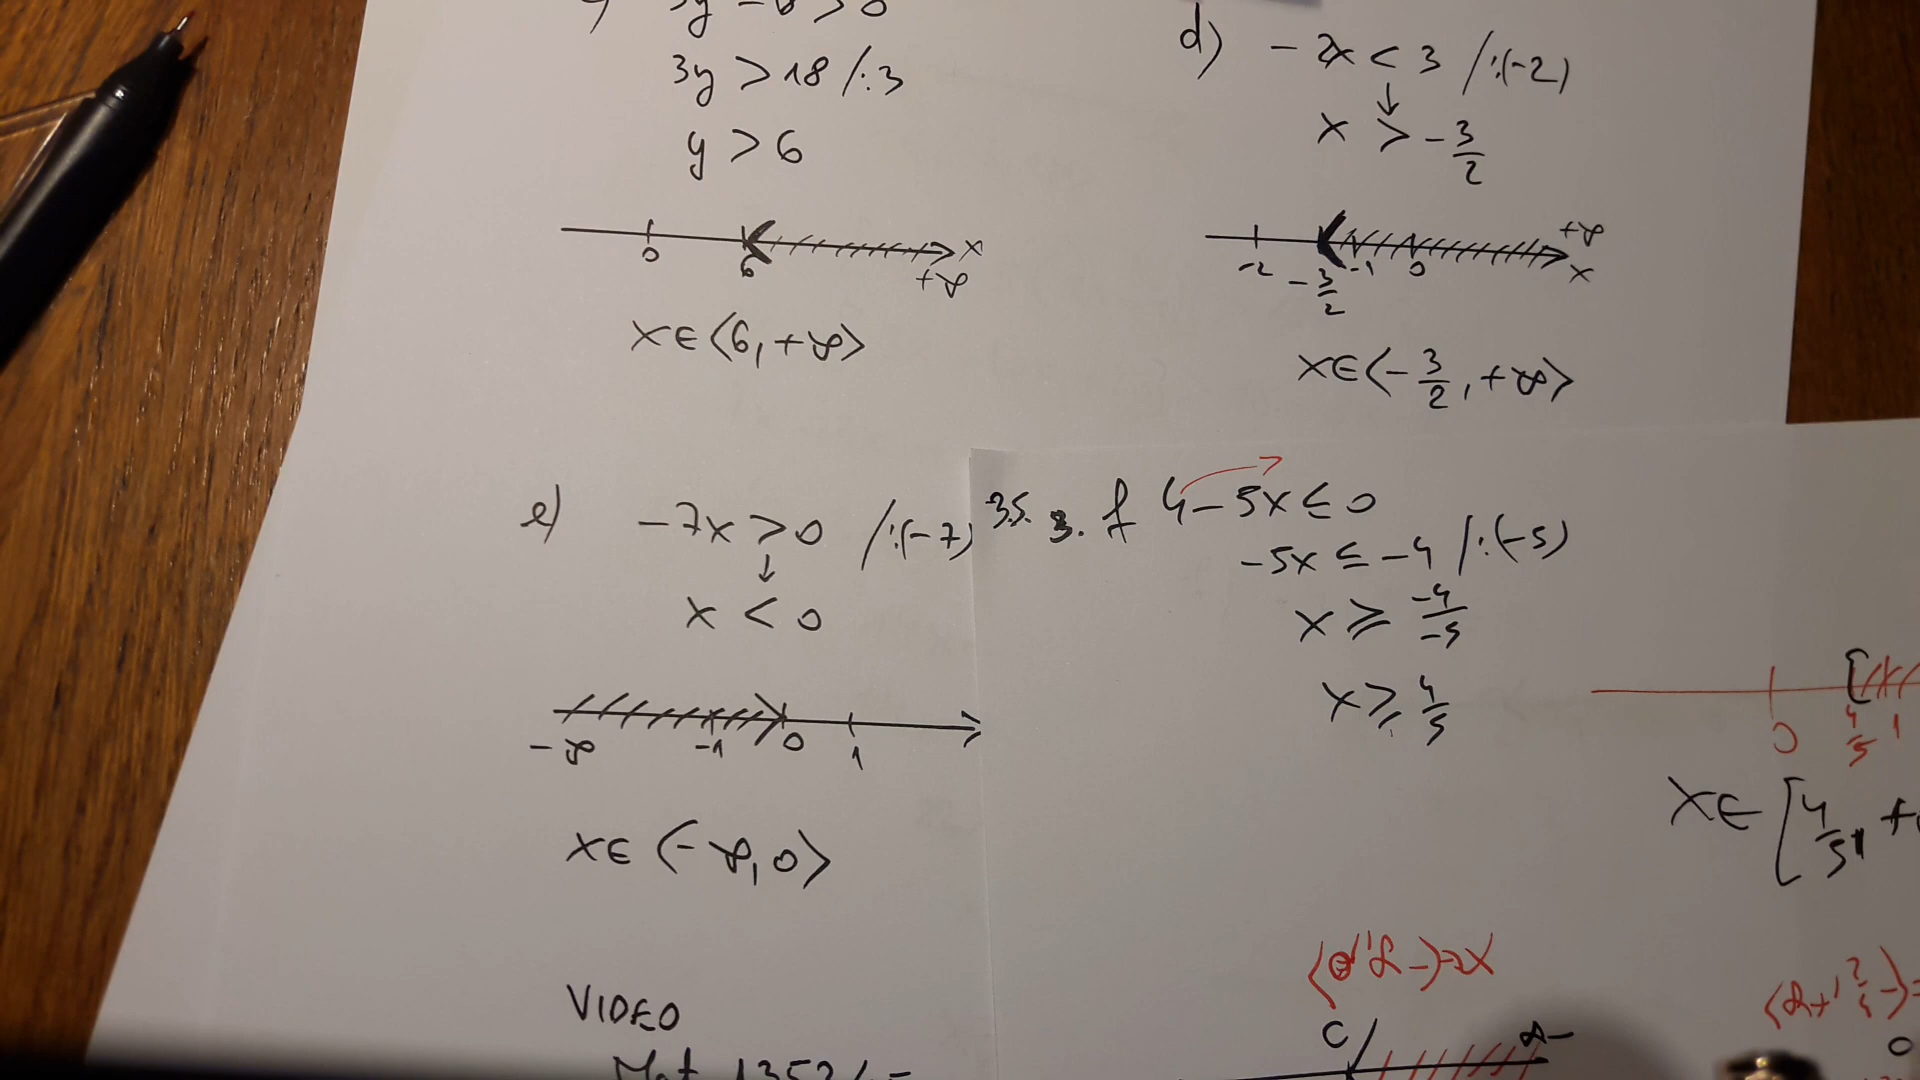 3y > 18 /:3
y > 6
0 6 x
+∞
x∈⟨6, +∞⟩
d) -2x < 3 /:(-2)
↓
x > -3/2
+∞
-2 -3/2 -1 0 x
x∈⟨-3/2, +∞⟩
e) -7x > 0 /:(-7)
↓
x < 0
-∞ -1 0 1
x∈⟨-∞, 0⟩
VIDEO
3.5. 3. f 4-5x ≤ 0
-5x ≤ -4 /:(-5)
x ≥ -4/-5
x ≥ 4/5
0 4/5 1
x∈[4/5, +